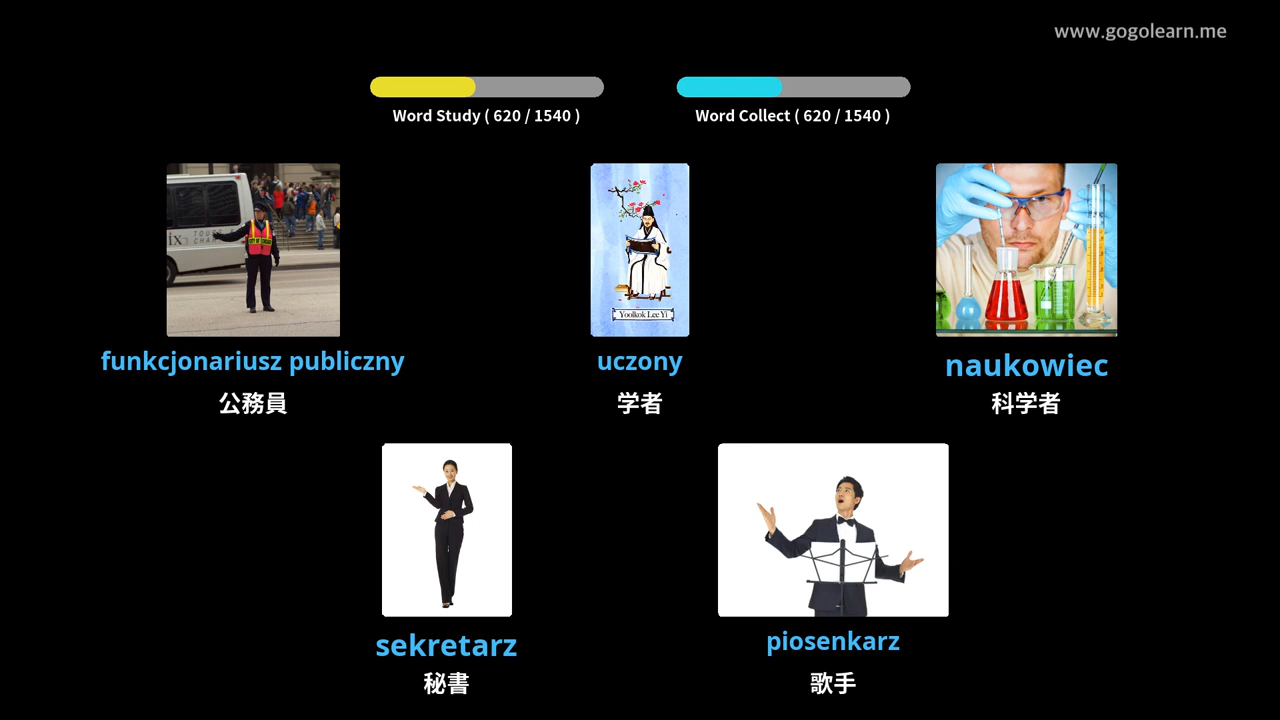 www.gogolearn.me
Word Study ( 620 / 1540 )
Word Collect ( 620 / 1540 )
Yoolkok Lee Yi
funkcjonariusz publiczny
公務員
uczony
学者
naukowiec
科学者
sekretarz
秘書
piosenkarz
歌手